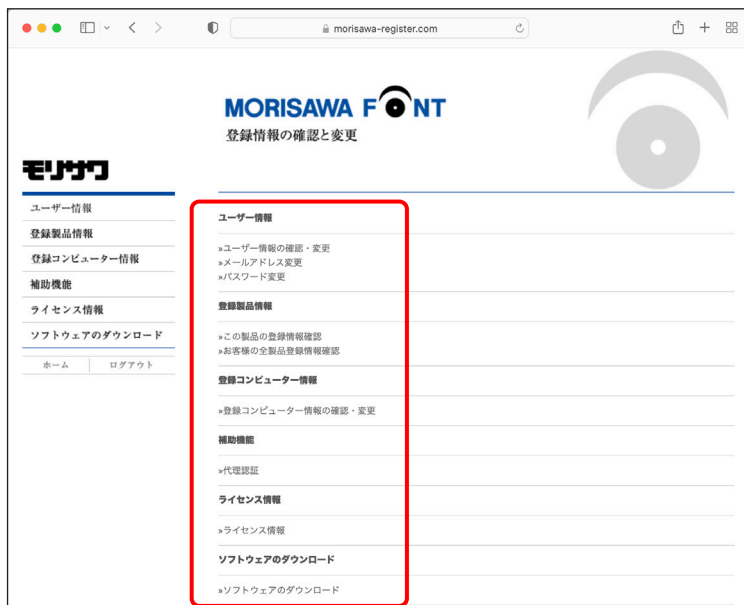 morisawa-register.com
MORISAWA FONT
登録情報の確認と変更
モリサワ
ユーザー情報
登録製品情報
登録コンピューター情報
補助機能
ライセンス情報
ソフトウェアのダウンロード
ホーム
ログアウト
ユーザー情報
»ユーザー情報の確認・変更
»メールアドレス変更
»パスワード変更
登録製品情報
»この製品の登録情報確認
»お客様の全製品登録情報確認
登録コンピューター情報
»登録コンピューター情報の確認・変更
補助機能
»代理認証
ライセンス情報
»ライセンス情報
ソフトウェアのダウンロード
»ソフトウェアのダウンロード